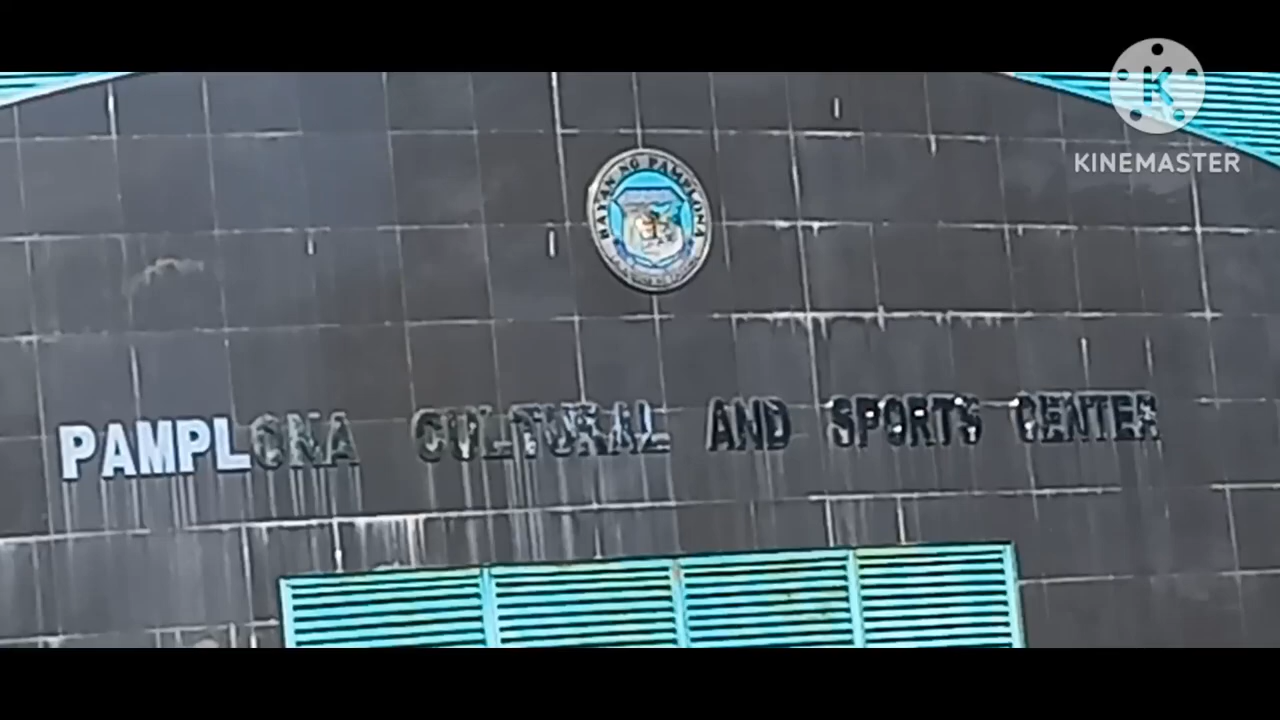 KINEMASTER
BAYAN NG PAMPLONA
PAMPLONA CULTURAL AND SPORTS CENTER